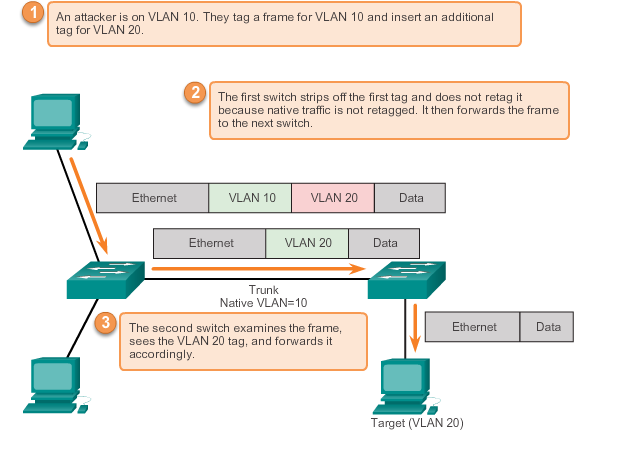 1
An attacker is on VLAN 10. They tag a frame for VLAN 10 and insert an additional
tag for VLAN 20.
2
The first switch strips off the first tag and does not retag it
because native traffic is not retagged. It then forwards the frame
to the next switch.
Ethernet VLAN 10 VLAN 20 Data
Ethernet VLAN 20 Data
Trunk
Native VLAN=10
3
The second switch examines the frame,
sees the VLAN 20 tag, and forwards it
accordingly.
Ethernet Data
Target (VLAN 20)